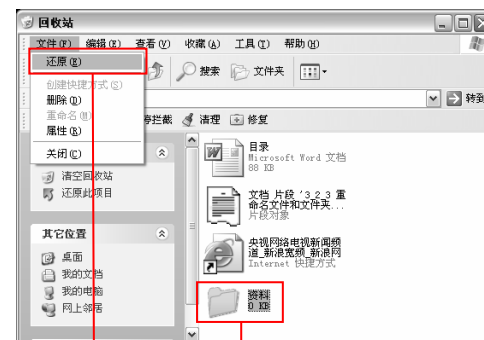 回收站
文件(F) 编辑(E) 查看(V) 收藏(A) 工具(T) 帮助(H)
还原(E)
搜索 文件夹
创建快捷方式(S)
删除(D)
转到
重命名(M)
拦截 清理 修复
属性(R)
关闭(C)
目录
Microsoft Word 文档
88 KB
清空回收站
还原此项目
文档 片段 '3_2_3 重
命名文件和文件夹...
片段对象
其它位置
央视网络电视新闻频
道_新浪宽频_新浪网
Internet 快捷方式
桌面
我的文档
我的电脑
网上邻居
资料
0 KB